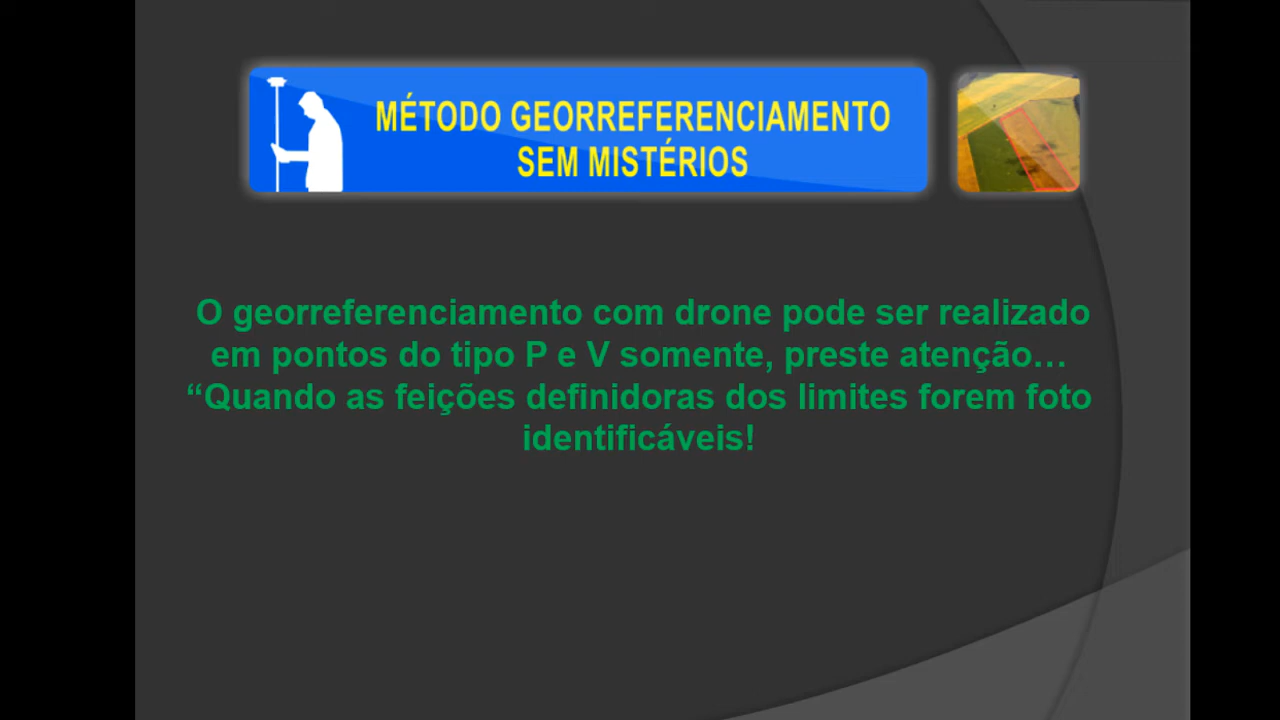 MÉTODO GEORREFERENCIAMENTO
SEM MISTÉRIOS
O georreferenciamento com drone pode ser realizado
em pontos do tipo P e V somente, preste atenção…
“Quando as feições definidoras dos limites forem foto
identificáveis!